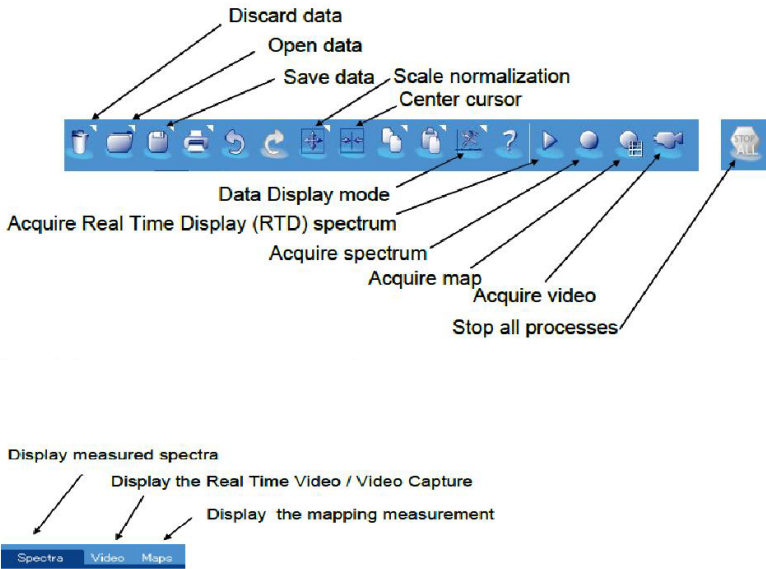 Discard data
Open data
Save data
Scale normalization
Center cursor
?
STOP
ALL
Data Display mode
Acquire Real Time Display (RTD) spectrum
Acquire spectrum
Acquire map
Acquire video
Stop all processes
Display measured spectra
Display the Real Time Video / Video Capture
Display the mapping measurement
Spectra Video Maps